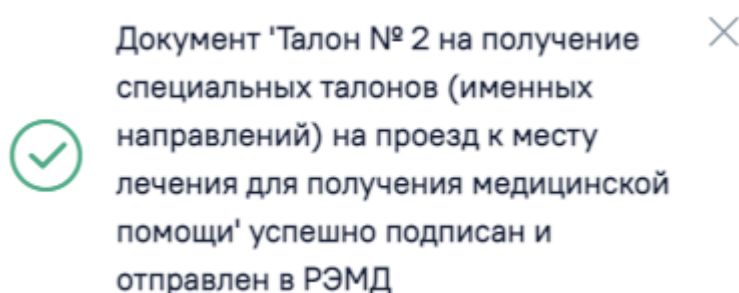 Документ 'Талон № 2 на получение
специальных талонов (именных
направлений) на проезд к месту
лечения для получения медицинской
помощи' успешно подписан и
отправлен в РЭМД